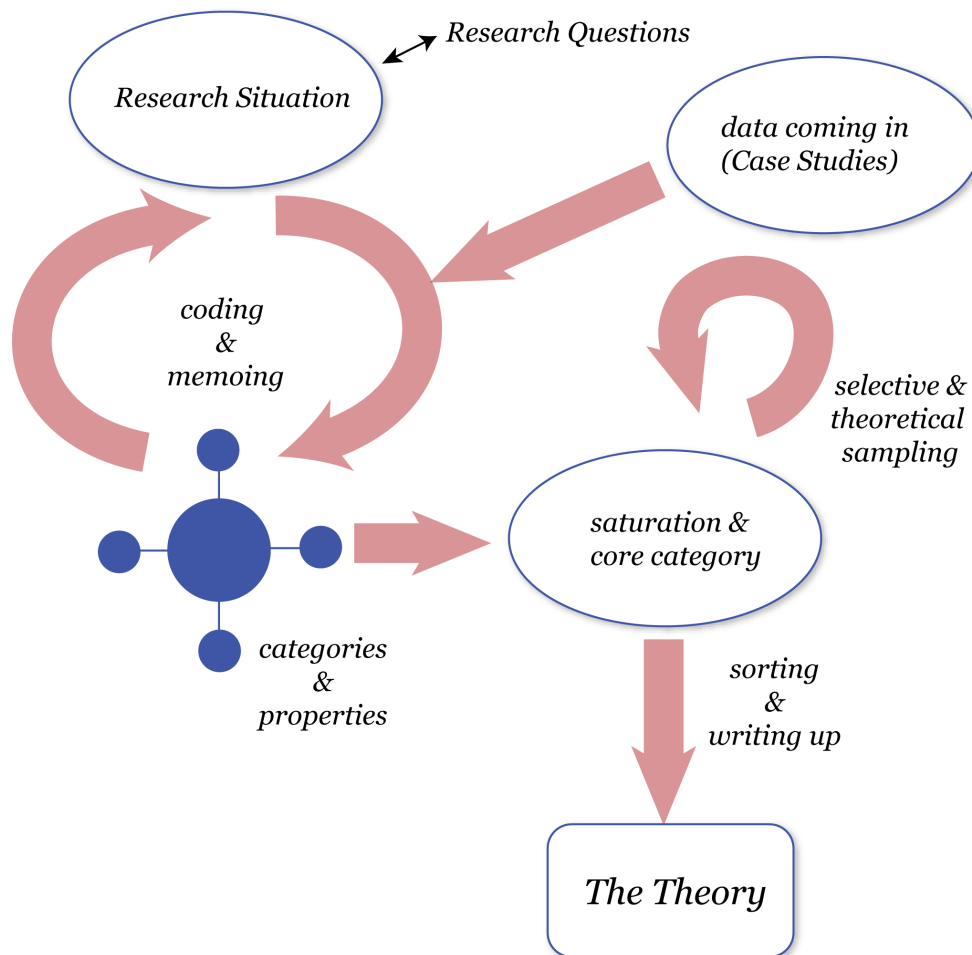 Research Questions
Research Situation
data coming in
(Case Studies)
coding
&
memoing
selective &
theoretical
sampling
saturation &
core category
categories
&
properties
sorting
&
writing up
The Theory